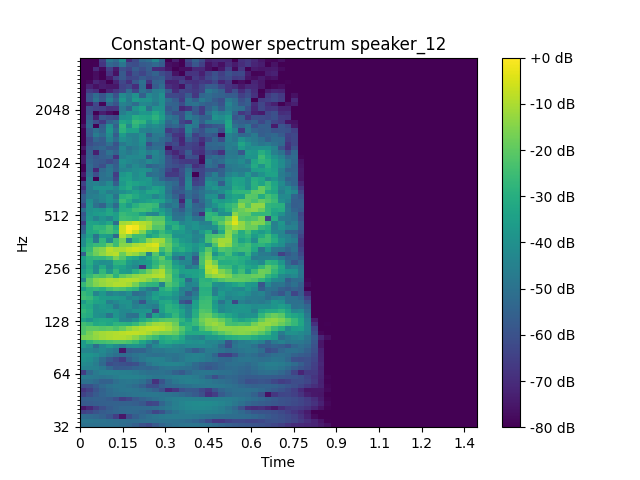 Constant-Q power spectrum speaker_12
+0 dB
2048
-10 dB
1024
-20 dB
512
-30 dB
Hz
-40 dB
256
-50 dB
128
-60 dB
64
-70 dB
32
-80 dB
0 0.15 0.3 0.45 0.6 0.75 0.9 1.1 1.2 1.4
Time